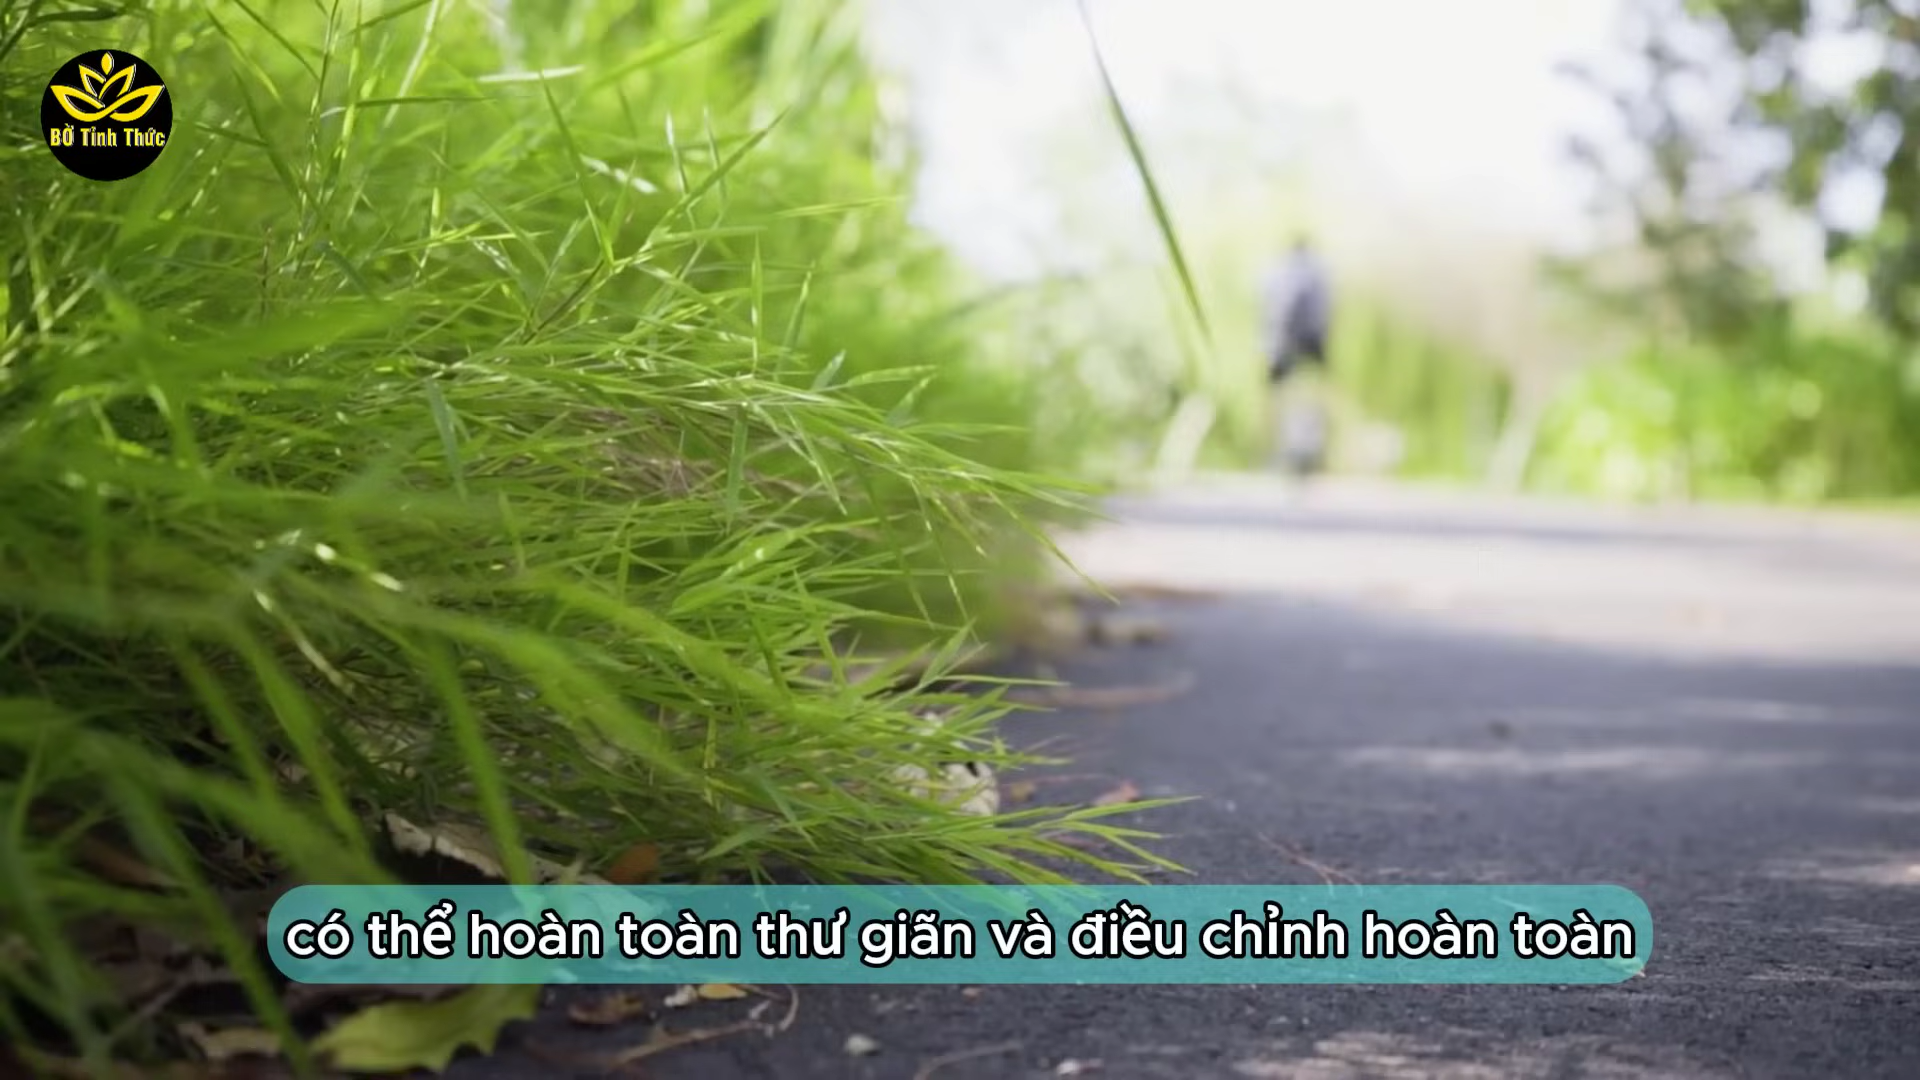 BỜ Tỉnh Thức
có thể hoàn toàn thư giãn và điều chỉnh hoàn toàn